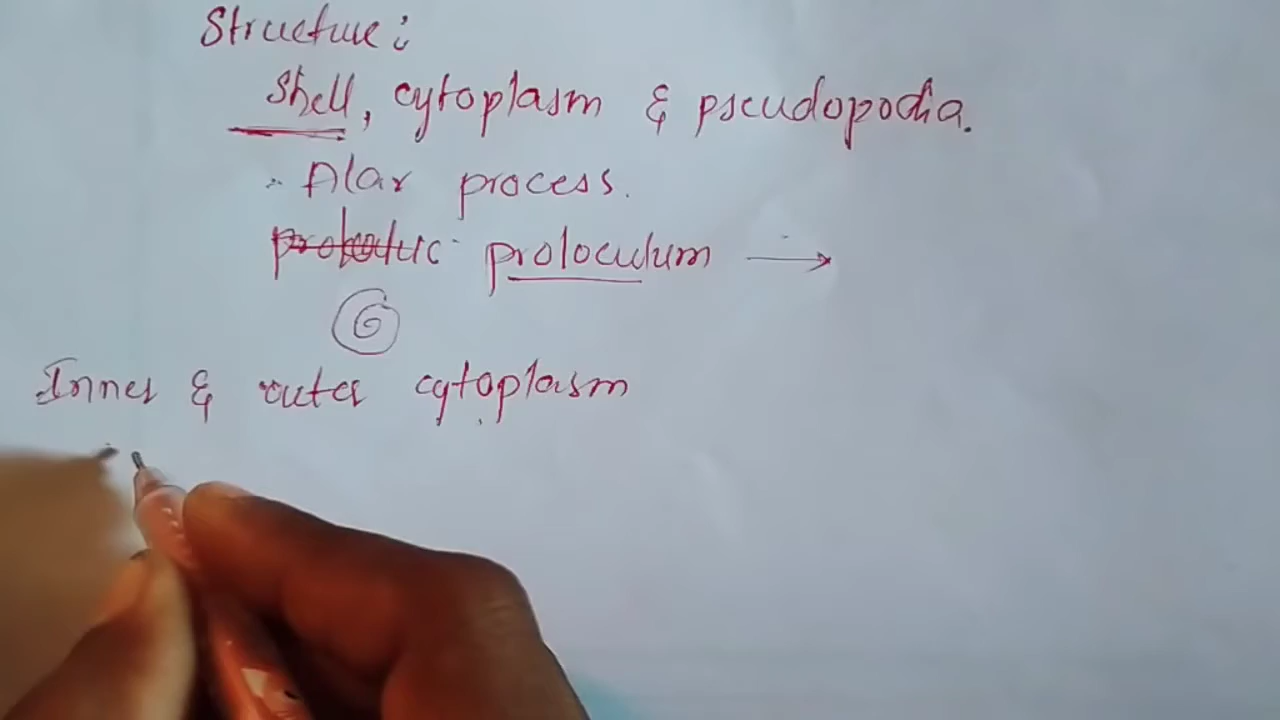 Structure:
Shell, cytoplasm & pseudopodia.
Alar process.
proloculum →
Inner & outer cytoplasm